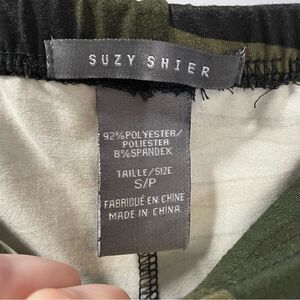 SUZY SHIER
92%POLYESTER/
POLIESTER
8%SPANDEX
TAILLE/SIZE
S/P
FABRIQUÉ EN CHINE
MADE IN CHINA